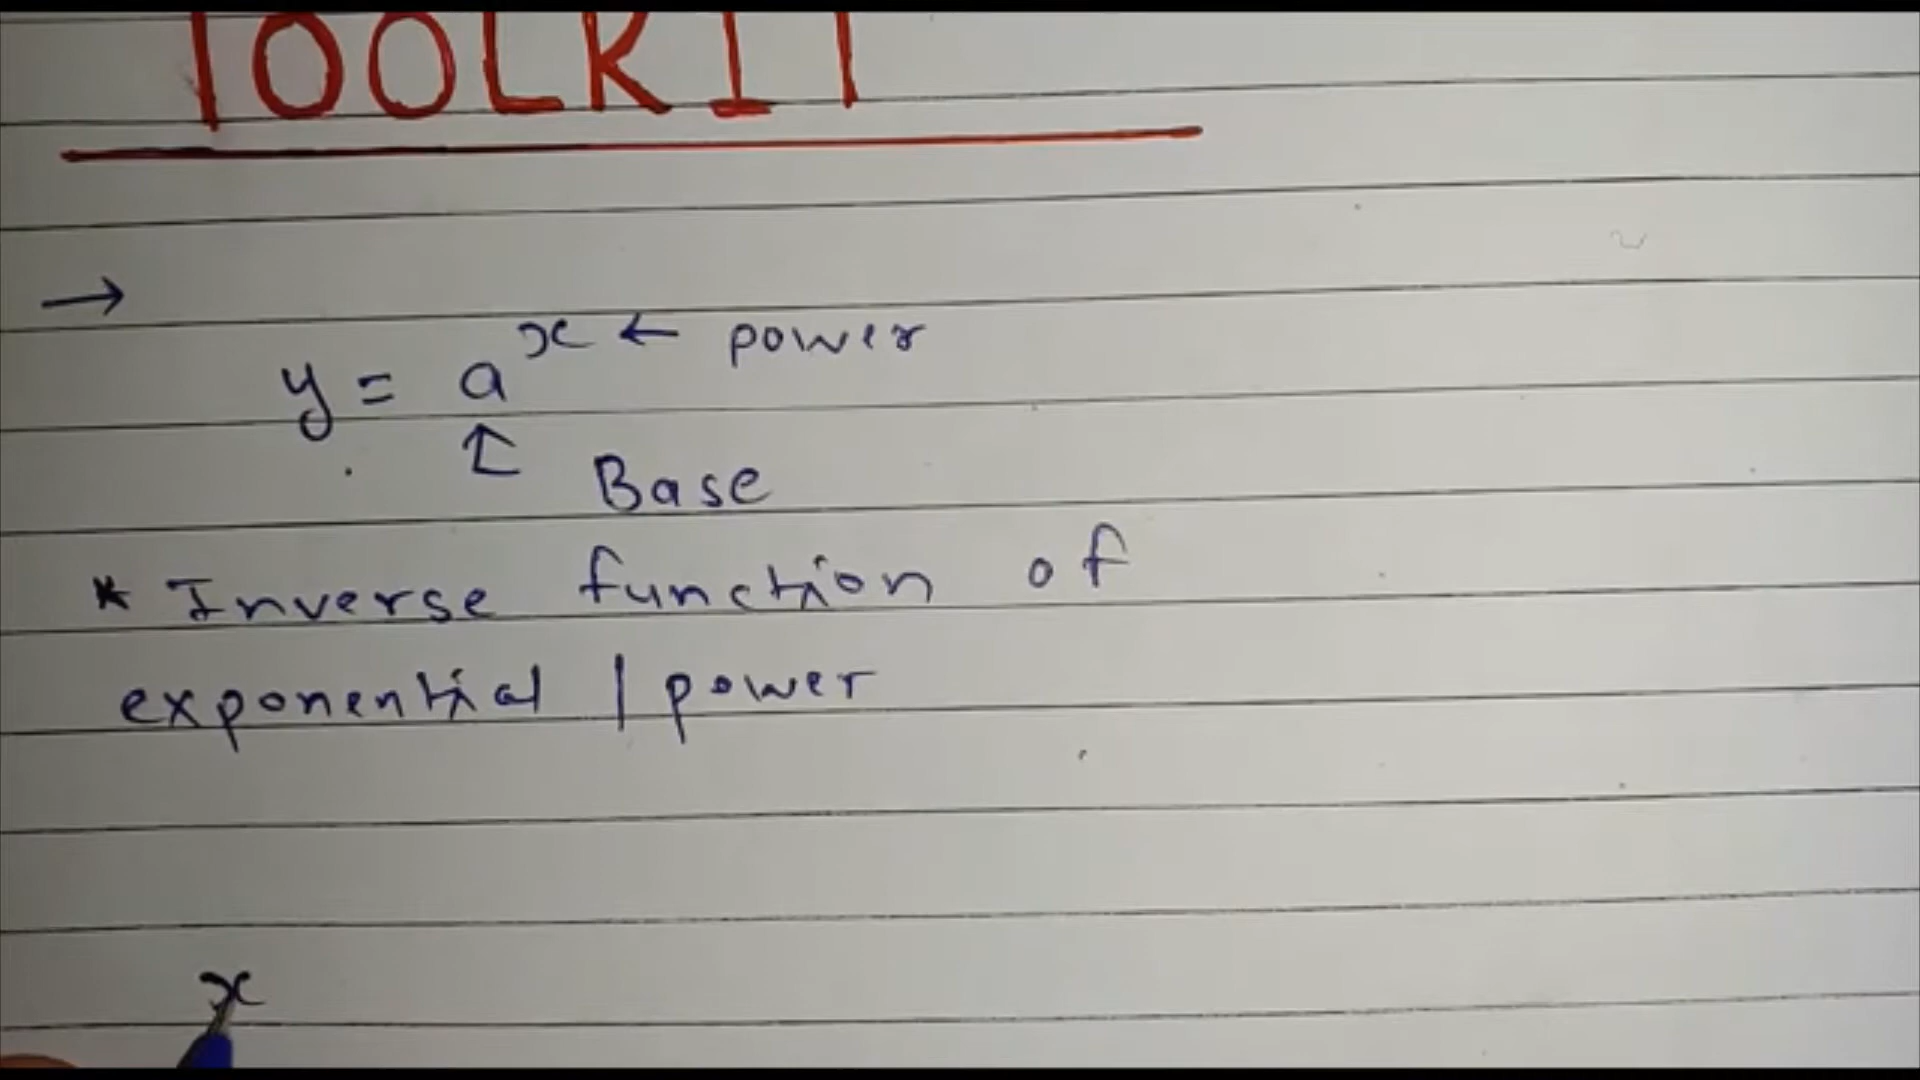 TOOLKIT
y = a^x ← power
↑ Base
* Inverse function of
exponential / power
x